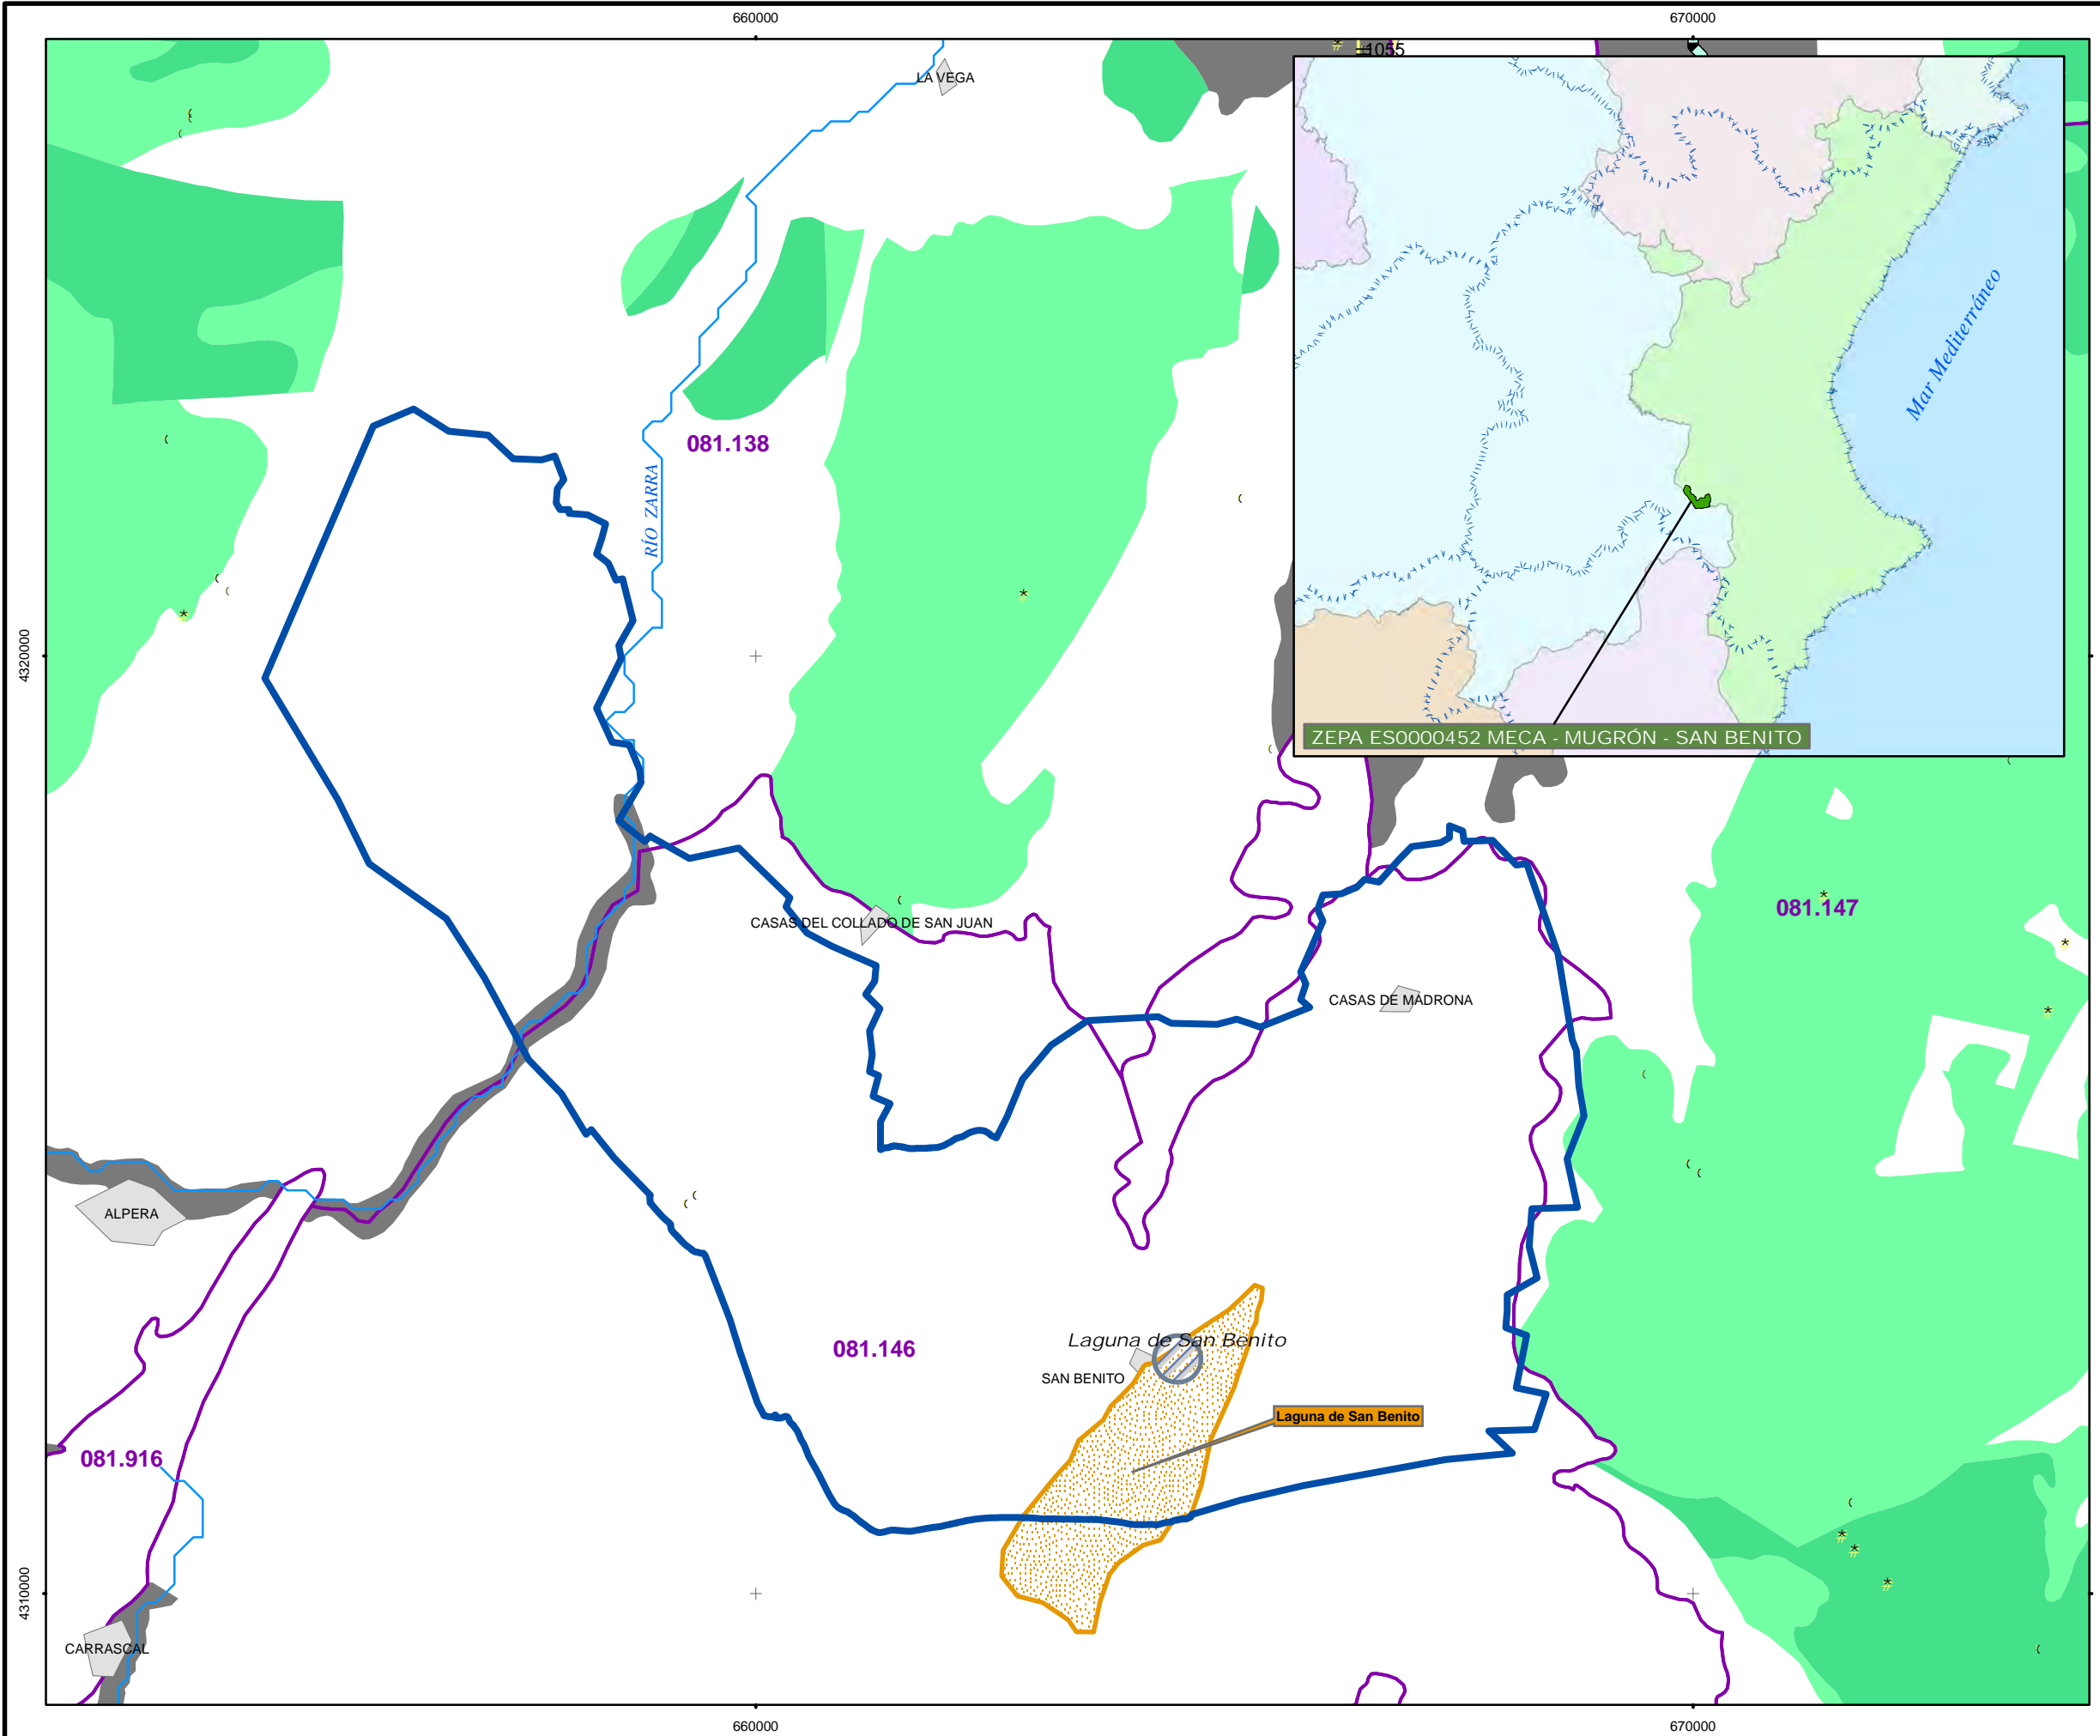 660000
670000
1055
LA VEGA
Mar Mediterráneo
081.138
RÍO ZARRA
4320000
ZEPA ES0000452 MECA - MUGRÓN - SAN BENITO
081.147
CASAS DEL COLLADO DE SAN JUAN
CASAS DE MADRONA
ALPERA
Laguna de San Benito
081.146
SAN BENITO
Laguna de San Benito
081.916
4310000
CARRASCAL
660000
670000